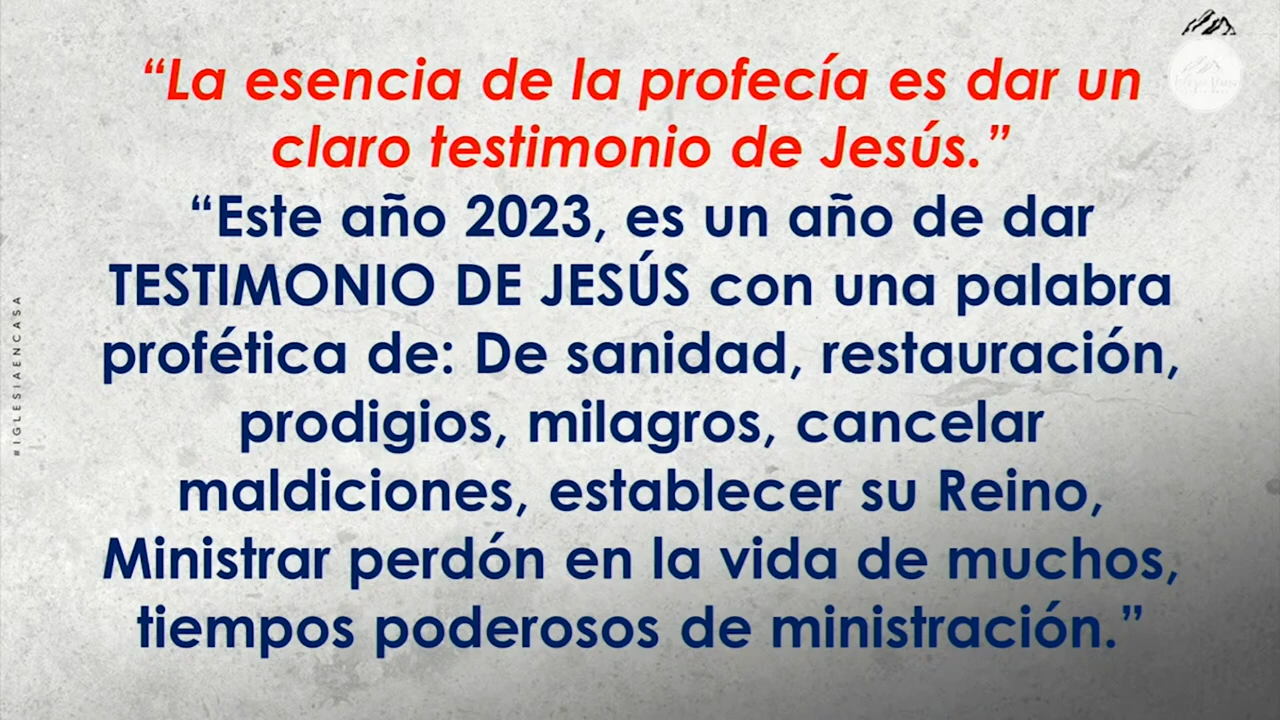 “La esencia de la profecía es dar un
claro testimonio de Jesús.”
“Este año 2023, es un año de dar
TESTIMONIO DE JESÚS con una palabra
profética de: De sanidad, restauración,
prodigios, milagros, cancelar
maldiciones, establecer su Reino,
Ministrar perdón en la vida de muchos,
tiempos poderosos de ministración.”
#IGLESIAENCASA